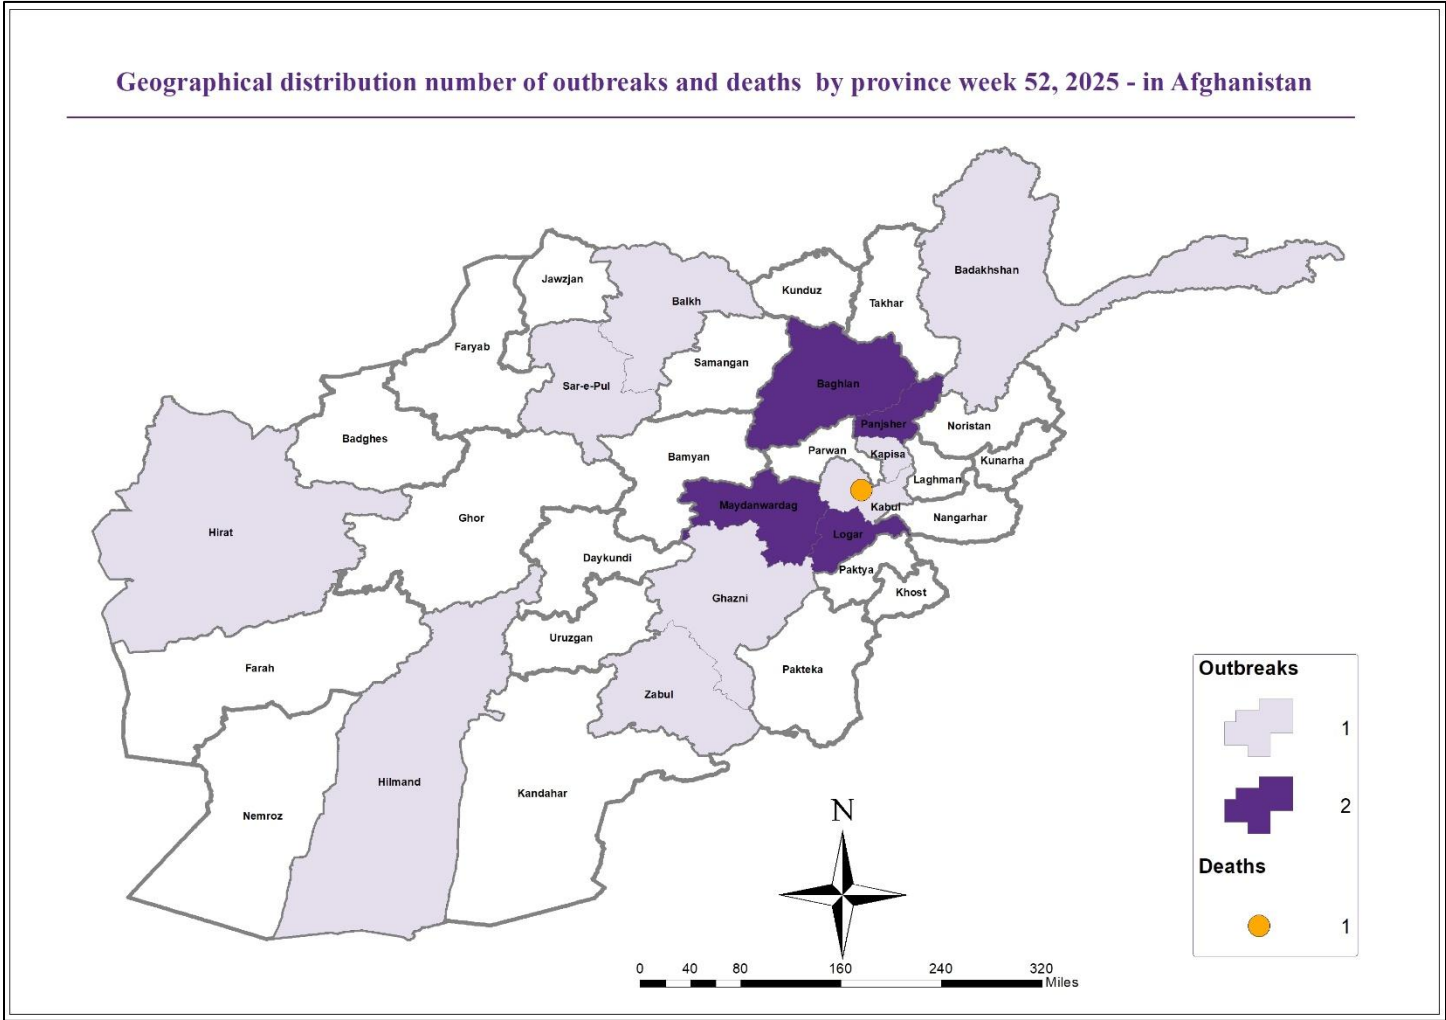 Geographical distribution number of outbreaks and deaths  by province week 52, 2025 - in Afghanistan
Badakhshan
Jawzjan
Kunduz
Balkh
Takhar
Faryab
Samangan
Sar-e-Pul
Baghlan
Panjsher
Noristan
Badghes
Parwan
Kapisa
Bamyan
Kunarha
Laghman
Maydanwardag
Kabul
Ghor
Nangarhar
Hirat
Logar
Daykundi
Paktya
Khost
Ghazni
Uruzgan
Farah
Pakteka
Zabul
Hilmand
Kandahar
Nemroz
Outbreaks
1
2
Deaths
1
N
0 40 80 160 240 320
Miles